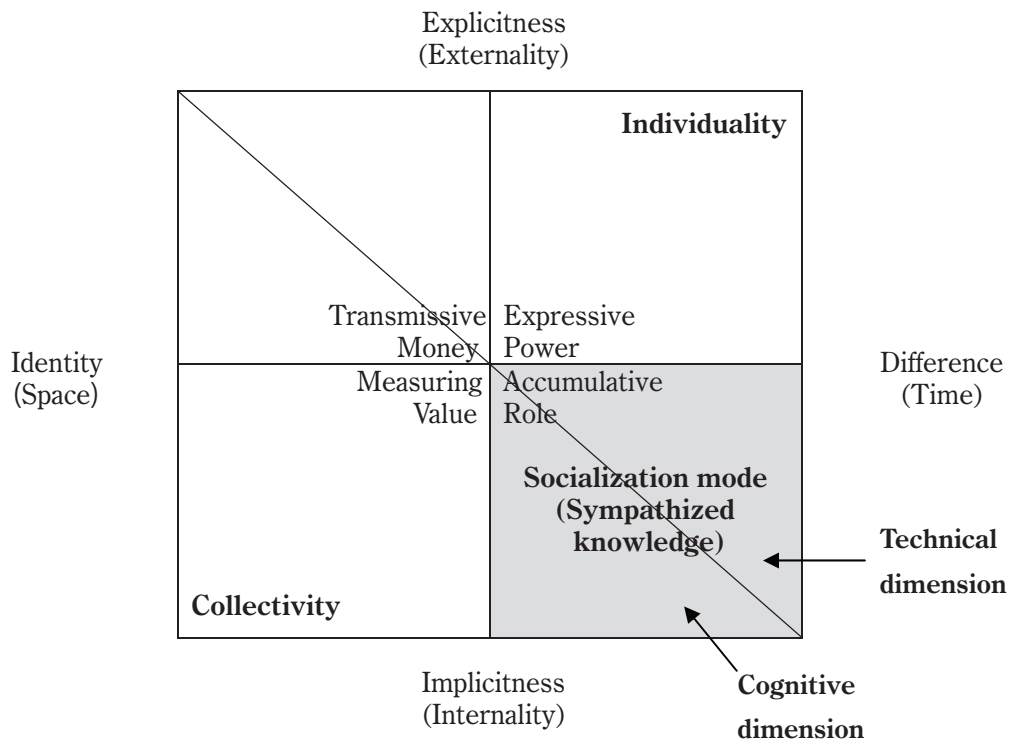 Explicitness
(Externality)
Individuality
Transmissive
Money
Expressive
Power
Identity
(Space)
Difference
(Time)
Measuring
Value
Accumulative
Role
Socialization mode
(Sympathized
knowledge)
Technical
dimension
Collectivity
Implicitness
(Internality)
Cognitive
dimension